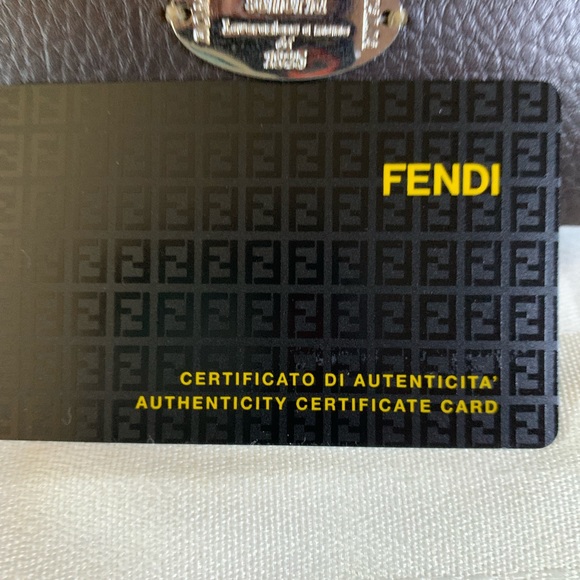 FENDI
CERTIFICATO DI AUTENTICITA'
AUTHENTICITY CERTIFICATE CARD